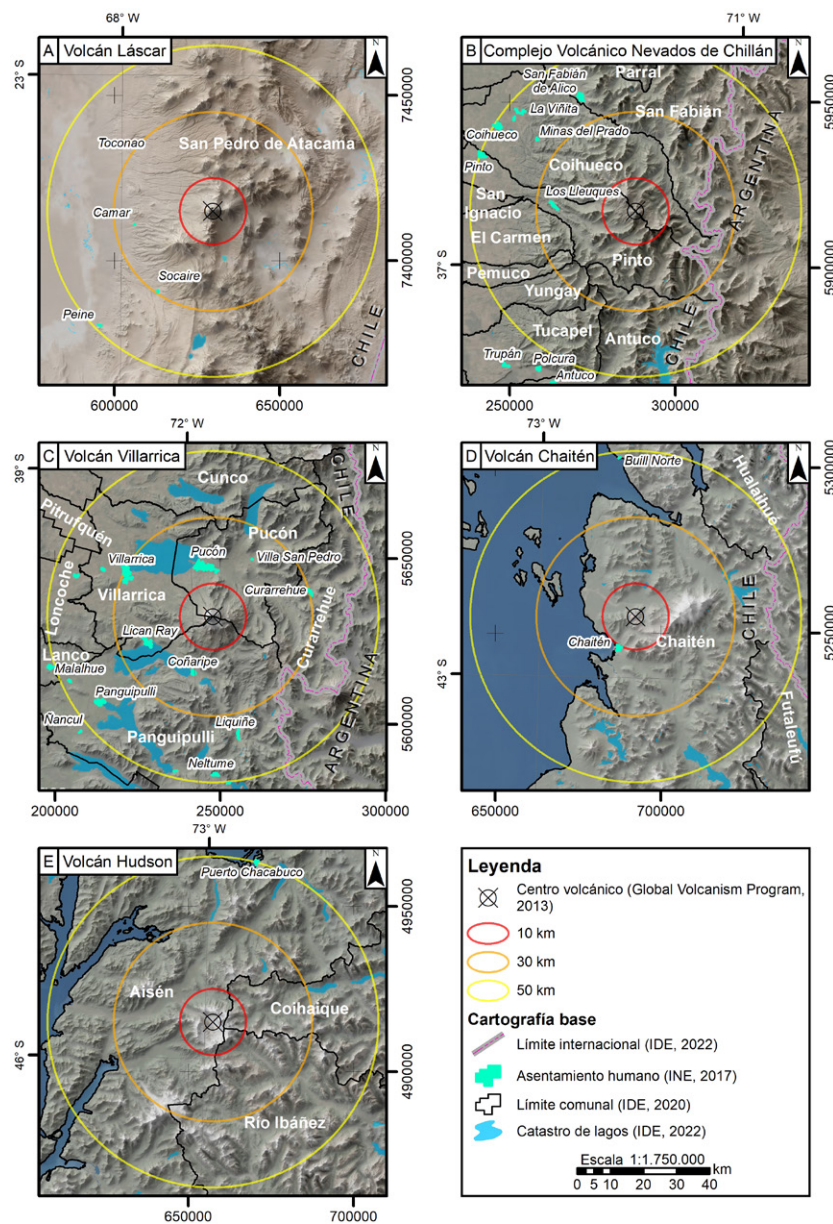 68° W
71° W
A Volcán Láscar
N
23° S
7450000
7400000
Toconao
San Pedro de Atacama
Camar
Socaire
Peine
CHILE
600000
650000
B Complejo Volcánico Nevados de Chillán
N
San Fabián
de Alico
Parral
La Viñita
San Fabián
Coihueco
Minas del Prado
Pinto
Coihueco
Los Lleuques
San
Ignacio
El Carmen
Pemuco
Pinto
Yungay
Tucapel
Antuco
Trupán
Polcura
Antuco
CHILE
ARGENTINA
37° S
5950000
5900000
250000
300000
72° W
73° W
C Volcán Villarrica
N
39° S
Cunco
CHILE
Pitrufquén
Pucón
Villarrica
Pucón
Villa San Pedro
Loncoche
Villarrica
Curarrehue
Curarrehue
Lican Ray
Lanco
Malalhue
Coñaripe
Panguipulli
Ñancul
Panguipulli
Liquiñe
Neltume
ARGENTINA
5650000
5600000
200000
250000
300000
D Volcán Chaitén
N
Buill Norte
Hualaihue
CHILE
Chaitén
Chaitén
Futaleufú
43° S
5300000
5250000
650000
700000
73° W
E Volcán Hudson
N
Puerto Chacabuco
Aisén
Coihaique
Río Ibáñez
46° S
4950000
4900000
650000
700000
Leyenda
Centro volcánico (Global Volcanism Program,
2013)
10 km
30 km
50 km
Cartografía base
Límite internacional (IDE, 2022)
Asentamiento humano (INE, 2017)
Límite comunal (IDE, 2020)
Catastro de lagos (IDE, 2022)
Escala 1:1.750.000
km
0 5 10 20 30 40